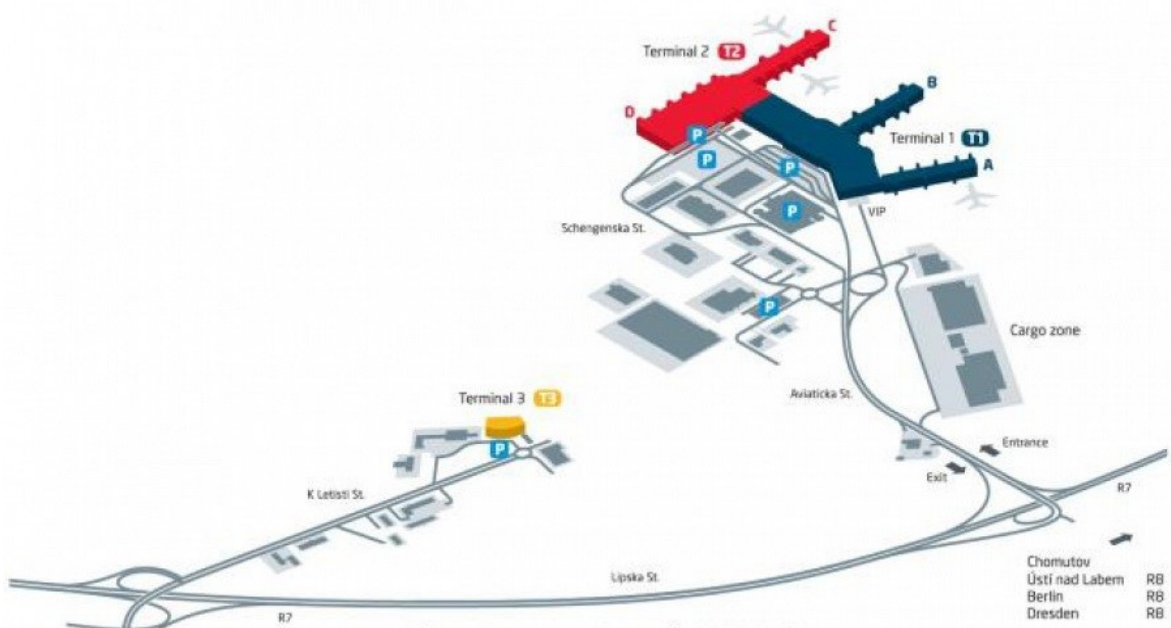 C
Terminal 2 T2
B
D
P
Terminal 1 T1
P
P
A
P
VIP
Schengenska St.
P
Cargo zone
Aviaticka St.
Terminal 3 T3
P
Entrance
Exit
K Letisti St.
R7
Lipska St.
R7
Chomutov
Ústí nad Labem R8
Berlin R8
Dresden R8